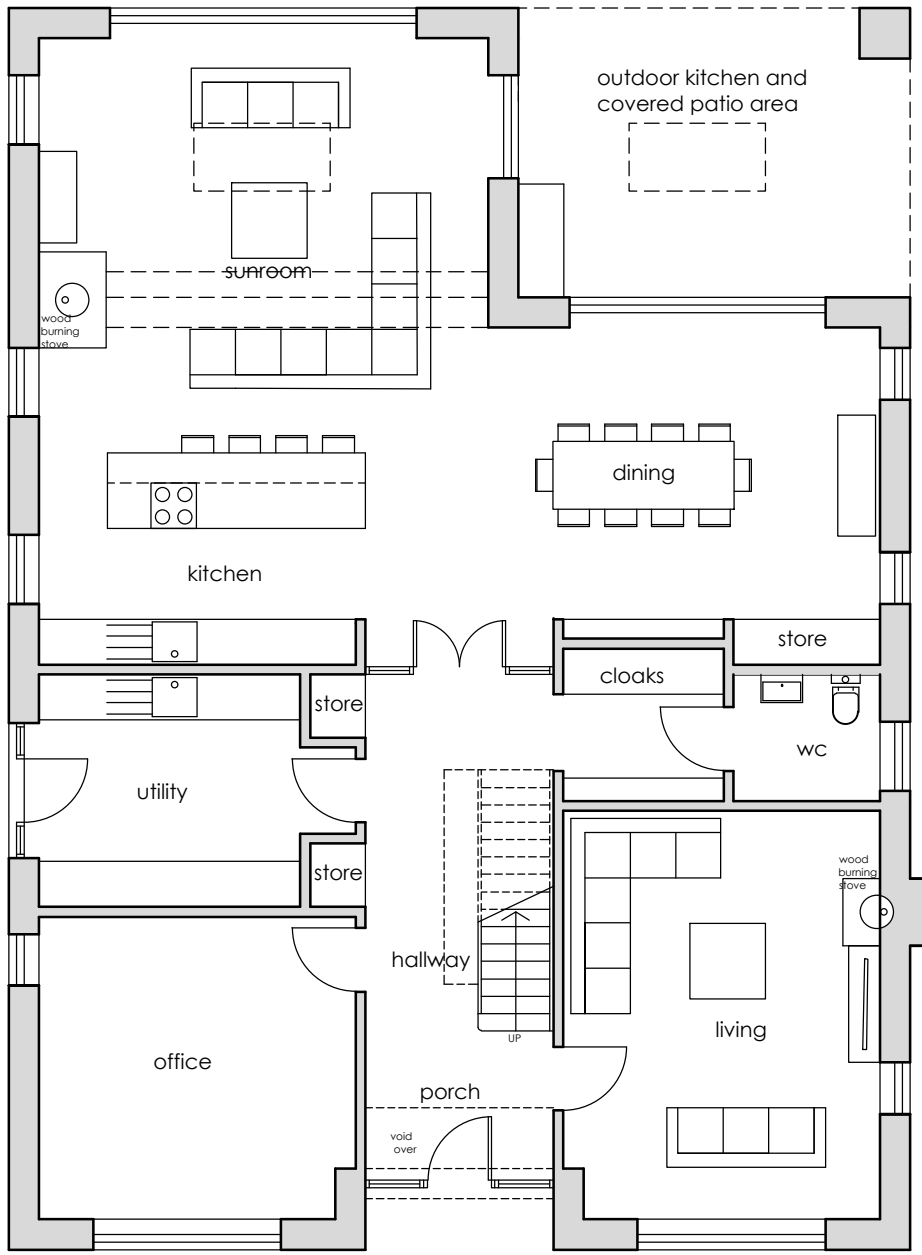 outdoor kitchen and
covered patio area
sunroom
wood
burning
stove
dining
kitchen
store
cloaks
store
wc
utility
wood
burning
stove
store
hallway
living
UP
office
porch
void
over